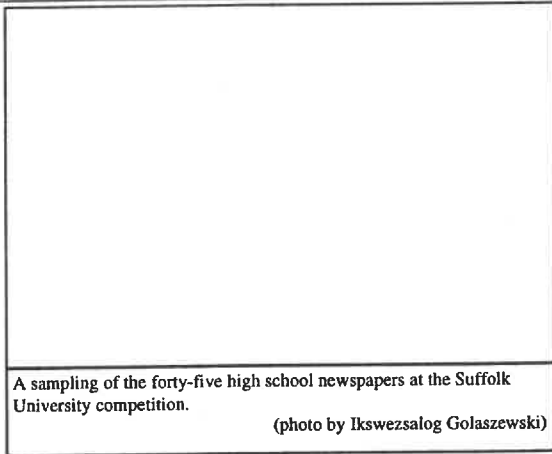 A sampling of the forty-five high school newspapers at the Suffolk
University competition.
(photo by Ikswezsalog Golaszewski)